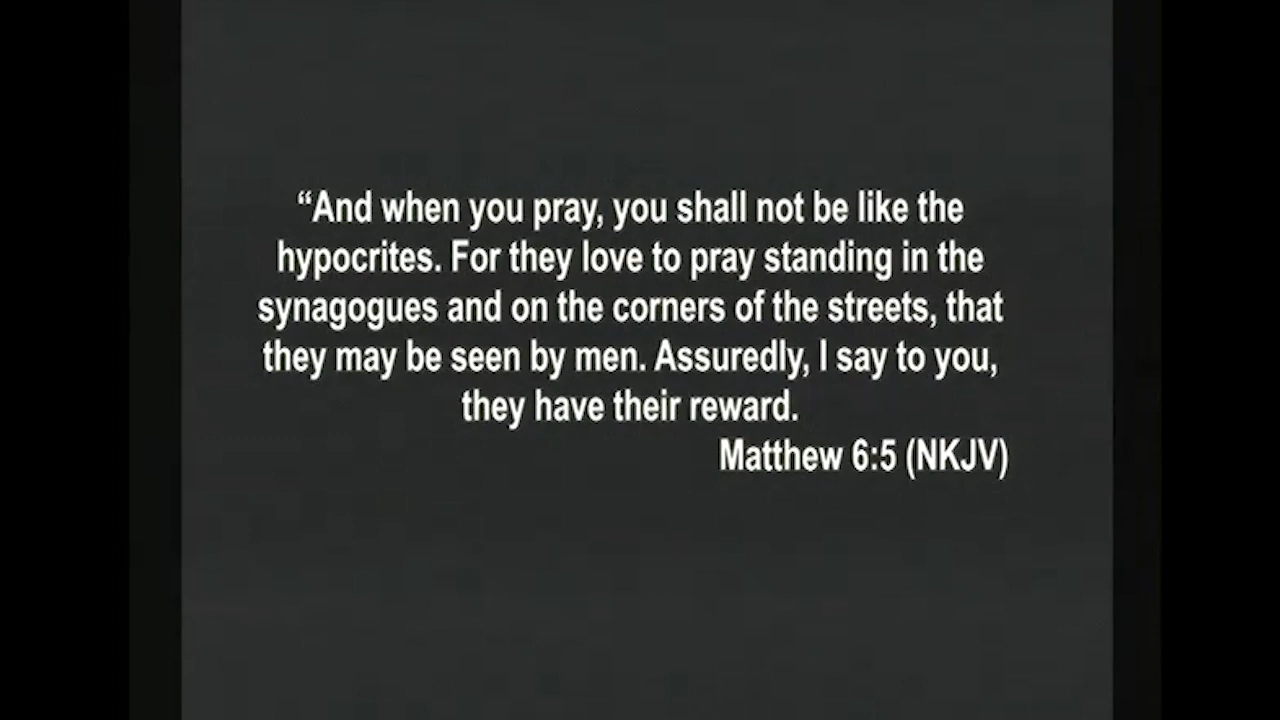 “And when you pray, you shall not be like the
hypocrites. For they love to pray standing in the
synagogues and on the corners of the streets, that
they may be seen by men. Assuredly, I say to you,
they have their reward.
Matthew 6:5 (NKJV)